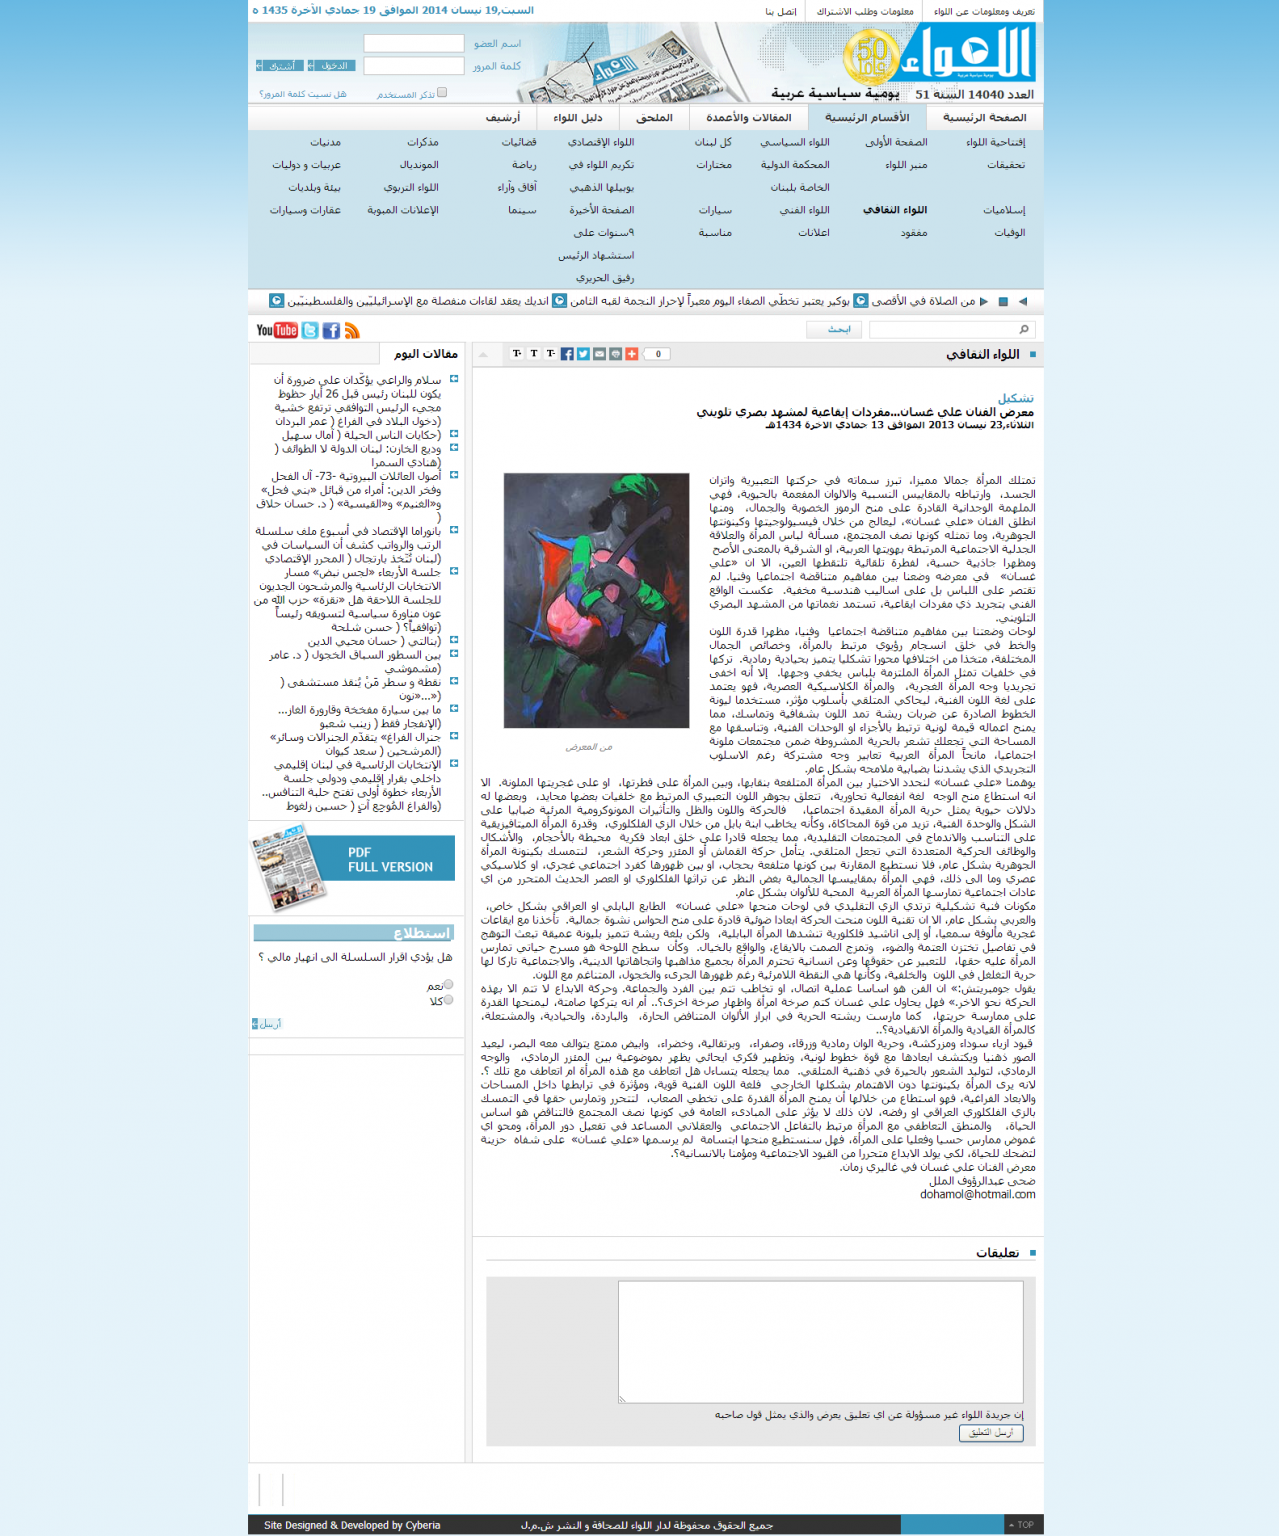 تعريف ومعلومات عن اللواء
معلومات وطلب الاشتراك
إتصل بنا
السبت,19 نيسان 2014 الموافق 19 جمادي الآخرة 1435 ه
اللواء
يومية سياسية عربية
العدد 14040 السنة 51
اسم العضو
كلمة المرور
الدخول
أشترك
تذكر المستخدم
هل نسيت كلمة المرور؟
الصفحة الرئيسية
الأقسام الرئيسية
المقالات والأعمدة
الملحق
دليل اللواء
أرشيف
إفتتاحية اللواء
الصفحة الأولى
اللواء السياسي
كل لبنان
اللواء الإقتصادي
قضائيات
مذكرات
مدنيات
تحقيقات
منبر اللواء
المحكمة الدولية الخاصة بلبنان
مختارات
تكريم اللواء في يوبيلها الذهبي
رياضة
آفاق وآراء
المونديال
اللواء التربوي
عربيات و دوليات
بيئة وبلديات
إسلاميات
اللواء الثقافي
اللواء الفني
سيارات
الصفحة الأخيرة
سينما
الإعلانات المبوبة
عقارات وسيارات
الوفيات
مفقود
اعلانات
مناسبة
٩سنوات على استشهاد الرئيس رفيق الحريري
من الصلاة في الأقصى
بوكير يعتبر تخطّي الصفاء اليوم معبراً لإحراز النجمة لقبه الثامن
انديك يعقد لقاءات منفصلة مع الإسرائيليّين والفلسطينيّين
ابحث
YouTube
اللواء الثقافي
0
تشكيل
معرض الفنان علي غسان...مفردات إيقاعية لمشهد بصري تلويني
الثلاثاء,23 نيسان 2013 الموافق 13 جمادي الآخرة 1434هـ
تمتلك المرأة جمالا مميزا، تبرز سماته في حركتها التعبيرية واتزان
الجسد، وارتباطه بالمقاييس النسبية والالوان المفعمة بالحيوية، فهي
الملهمة الوجدانية القادرة على منح الرموز الخصوبة والجمال، ومنها
انطلق الفنان «علي غسان»، ليعالج من خلال فيسيولوجيتها وكينونتها
الجوهرية، وما تمثله كونها نصف المجتمع، مسألة لباس المرأة والعلاقة
الجدلية الاجتماعية المرتبطة بهويتها العربية، او الشرقية بالمعنى الأصح
ومظهرا جاذبية حسية، لفطرة تلقائية تلتقطها العين، الا ان «علي
غسان» في معرضه وضعنا بين مفاهيم متناقضة اجتماعيا وفنيا. لم
تقتصر على اللباس بل على اساليب هندسية مخفية. عكست الواقع
الفني بتجريد ذي مفردات ايقاعية، تستمد نغماتها من المشهد البصري
التلويني.
لوحات وضعتنا بين مفاهيم متناقضة اجتماعيا وفنيا، مظهرا قدرة اللون
والخط في خلق انسجام رؤيوي مرتبط بالمرأة، وخصائص الجمال
المختلفة، متخذا من اختلافها محورا تشكليا يتميز بحيادية رمادية. تركها
في خلفيات تمثل المرأة الملتزمة بلباس يخفي وجهها. إلا أنه اخفى
تجريديا وجه المرأة الغجرية، والمرأة الكلاسيكية العصرية، فهو يعتمد
على لغة اللون الفنية، ليحاكي المتلقي بأسلوب مؤثر، مستخدما ليونة
الخطوط الصادرة عن ضربات ريشة تمد اللون بشفافية وتماسك، مما
يمنح اعماله قيمة لونية ترتبط بالأجزاء او الوحدات الفنية، وتناسقها مع
المساحة التي تجعلك تشعر بالحرية المشروطة ضمن مجتمعات ملونة
اجتماعيا، مانحاً المرأة العربية تعابير وجه مشتركة رغم الاسلوب
التجريدي الذي يشدننا بضبابية ملامحه بشكل عام.
من المعرض
يوهمنا «علي غسان» لنحدد الاختيار بين المرأة المتلفعة بنقابها، وبين المرأة على فطرتها، او على غجريتها الملونة. الا
انه استطاع منح الوجه لغة انفعالية تحاورية، تتعلق بجوهر اللون التعبيري المرتبط مع خلفيات بعضها محايد، وبعضها له
دلالات حيوية يمثل حرية المرأة المقيدة اجتماعيا، فالحركة واللون والظل والتأثيرات المونوكرومية المرئية ضبابيا على
الشكل والوحدة الفنية، تزيد من قوة المحاكاة، وكأنه يخاطب ابنة بابل من خلال الزي الفلكلوري، وقدرة المرأة الميتافيزيقية
على التناسب والاندماج في المجتمعات التقليدية، مما يجعله قادرا على خلق ابعاد فكرية محيطة بالأحجام، والأشكال
والوظائف الحركية المتعددة التي تجعل المتلقي. يتأمل حركة القماش أو المئزر وحركة الشعر، لنتمسك بكينونة المرأة
الجوهرية بشكل عام، فلا نستطيع المقارنة بين كونها متلفعة بحجاب، او بين ظهورها كفرد اجتماعي غجري، او كلاسيكي
عصري وما الى ذلك، فهي المرأة بمقاييسها الجمالية بغض النظر عن تراثها الفلكلوري او العصر الحديث المتحرر من اي
عادات اجتماعية تمارسها المرأة العربية المحبة للألوان بشكل عام.
مكونات فنية تشكيلية ترتدي الزي التقليدي في لوحات منحها «علي غسان» الطابع البابلي او العراقي بشكل خاص،
والعربي بشكل عام، الا ان تقنية اللون منحت الحركة ابعادا ضوئية قادرة على منح الحواس نشوة جمالية. تأخذنا مع ايقاعات
غجرية مألوفة سمعيا، أو إلى اناشيد فلكلورية تنشدها المرأة البابلية، ولكن بلغة ريشة تتميز بليونة عميقة تبعث التوهج
في تفاصيل تختزن العتمة والضوء، وتمزج الصمت بالايقاع، والواقع بالخيال. وكأن سطح اللوحة هو مسرح حياتي تمارس
المرأة عليه حقها، للتعبير عن حقوقها وعن انسانية تحترم المرأة بجميع مذاهبها واتجاهاتها الدينية، والاجتماعية تاركا لها
حرية التغلغل في اللون والخلفية، وكأنها هي النقطة اللامرئية رغم ظهورها الجريء والخجول، المتناغم مع اللون.
يقول جومبريتش:» ان الفن هو اساسا عملية اتصال، او تخاطب تتم بين الفرد والجماعة. وحركة الابداع لا تتم الا بهذه
الحركة نحو الاخر.» فهل يحاول علي غسان كتم صرخة امرأة واظهار صرخة اخرى؟.. أم انه يتركها صامتة، ليمنحها القدرة
على ممارسة حريتها، كما مارست ريشته الحرية في ابراز الألوان المتناقض الحارة، والباردة، والحيادية، والمشتعلة،
كالمرأة القيادية والمرأة الانقيادية؟..
قيود ازياء سوداء ومزركشة، وحرية الوان رمادية وزرقاء، وصفراء، وبرتقالية، وخضراء، وابيض ممتع يتوالف معه البصر، ليعيد
الصور ذهنيا ويكتشف ابعادها مع قوة خطوط لونية، وتظهير فكري ايحائي يظهر بموضوعية بين المئزر الرمادي، والوجه
الرمادي، لتوليد الشعور بالحيرة في ذهنية المتلقي. مما يجعله يتساءل هل اتعاطف مع هذه المرأة ام اتعاطف مع تلك ؟.
لانه يرى المرأة بكينونتها دون الاهتمام بشكلها الخارجي فلغة اللون الفنية قوية، ومؤثرة في ترابطها داخل المساحات
والابعاد الفراغية، فهو استطاع من خلالها أن يمنح المرأة القدرة على تخطي الصعاب، لتتحرر وتمارس حقها في التمسك
بالزي الفلكلوري العراقي او رفضه، لان ذلك لا يؤثر على المبادىء العامة في كونها نصف المجتمع فالتناقض هو اساس
الحياة، والمنطق التعاطفي مع المرأة مرتبط بالتفاعل الاجتماعي والعقلاني المساعد في تفعيل دور المرأة، ومحو اي
غموض ممارس حسيا وفعليا على المرأة، فهل سنستطيع منحها ابتسامة لم يرسمها «علي غسان» على شفاه حزينة
لتضحك للحياة، لكي يولد الابداع متحررا من القيود الاجتماعية ومؤمنا بالانسانية؟.
معرض الفنان علي غسان في غاليري زمان.
ضحى عبدالرؤوف الملل
dohamol@hotmail.com
تعليقات
إن جريدة اللواء غير مسؤولة عن اي تعليق يعرض والذي يمثل قول صاحبه
أرسل التعليق
مقالات اليوم
سلام والراعي يؤكّدان على ضرورة أن
يكون للبنان رئيس قبل 26 أيار حظوظ
مجيء الرئيس التوافقي ترتفع خشية
(دخول البلاد في الفراغ ( عمر البردان
(حكايات الناس الحيلة ( آمال سهيل
وديع الخازن: لبنان الدولة لا الطوائف (
(هنادي السمرا
أصول العائلات البيروتية -73- آل الفحل
وفخر الدين: أمراء من قبائل «بني فحل»
و«الغنيم» و«القيسية» ( د. حسان حلاق
(
بانوراما الإقتصاد في أسبوع ملف سلسلة
الرتب والرواتب كشف أن السياسات في
(لبنان تُتّخذ بارتجال ( المحرر الإقتصادي
جلسة الأربعاء «لجس نبض» مسار
الانتخابات الرئاسية والمرشحون الجديون
للجلسة اللاحقة هل «نقزة» حزب الله من
عون مناورة سياسية لتسويقه رئيساً
(توافقياً؟ ( حسن شلحة
(بتالتي ( حسان محيي الدين
بين السطور السباق الخجول ( د. عامر
(مشموشي
نقطة و سطر مَنْ يُنقذ مستشفى (
(«...»نون
ما بين سيارة مفخخة وقارورة الغاز...
(الإنفجار فقط ( زينب شعبو
جنرال الفراغ» يتقدّم الجنرالات وسائر»
(المرشحين ( سعد كيوان
الإنتخابات الرئاسية في لبنان إقليمي
داخلي بقرار إقليمي ودولي جلسة
الأربعاء خطوة أولى تفتح حلبة التنافس..
(والفراغ المُوجِع آتٍ ( حسين زلغوط
PDF
FULL VERSION
إستطلاع
هل يؤدي اقرار السلسلة الى انهيار مالي ؟
نعم
كلا
أرسل
TOP
جميع الحقوق محفوظة لدار اللواء للصحافة و النشر ش.م.ل
Site Designed & Developed by Cyberia